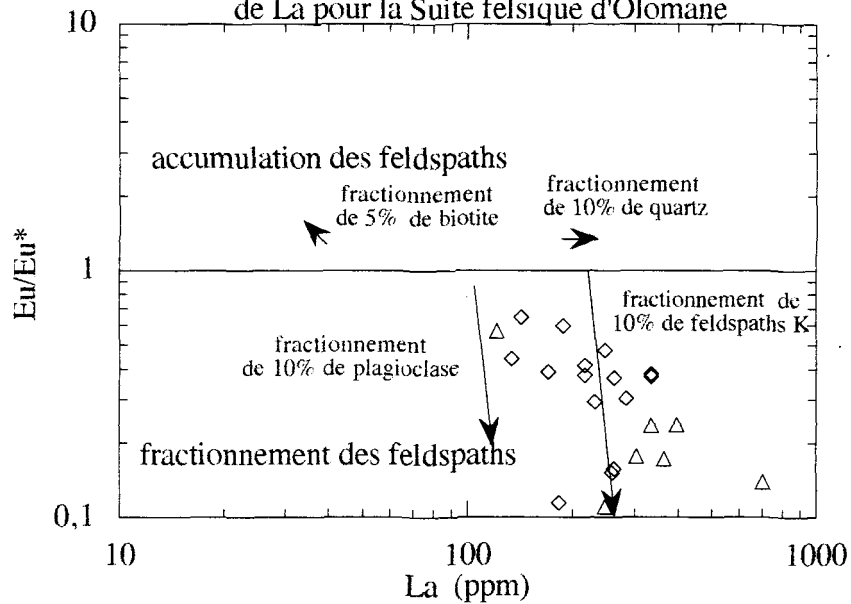 de La pour la Suite felsique d'Olomane
10
accumulation des feldspaths
fractionnement
de 5% de biotite
fractionnement
de 10% de quartz
1
Eu/Eu*
fractionnement de
10% de feldspaths K
fractionnement
de 10% de plagioclase
fractionnement des feldspaths
0,1
10
100
1000
La (ppm)